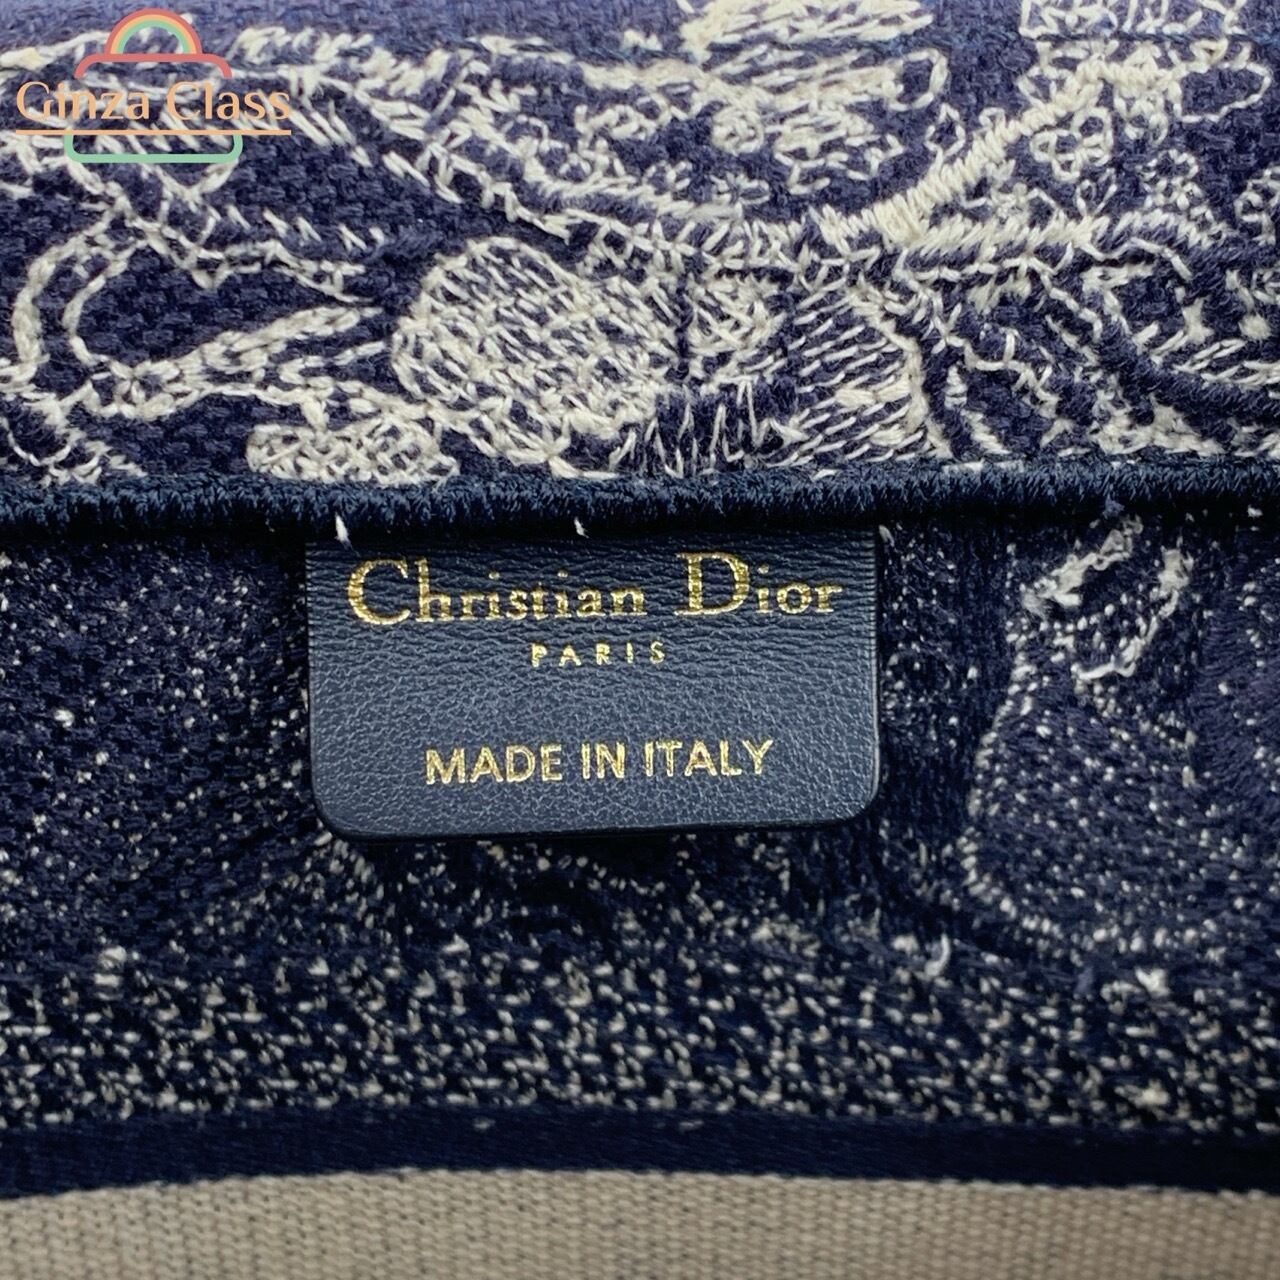 Ginza Class
Christian Dior
PARIS
MADE IN ITALY